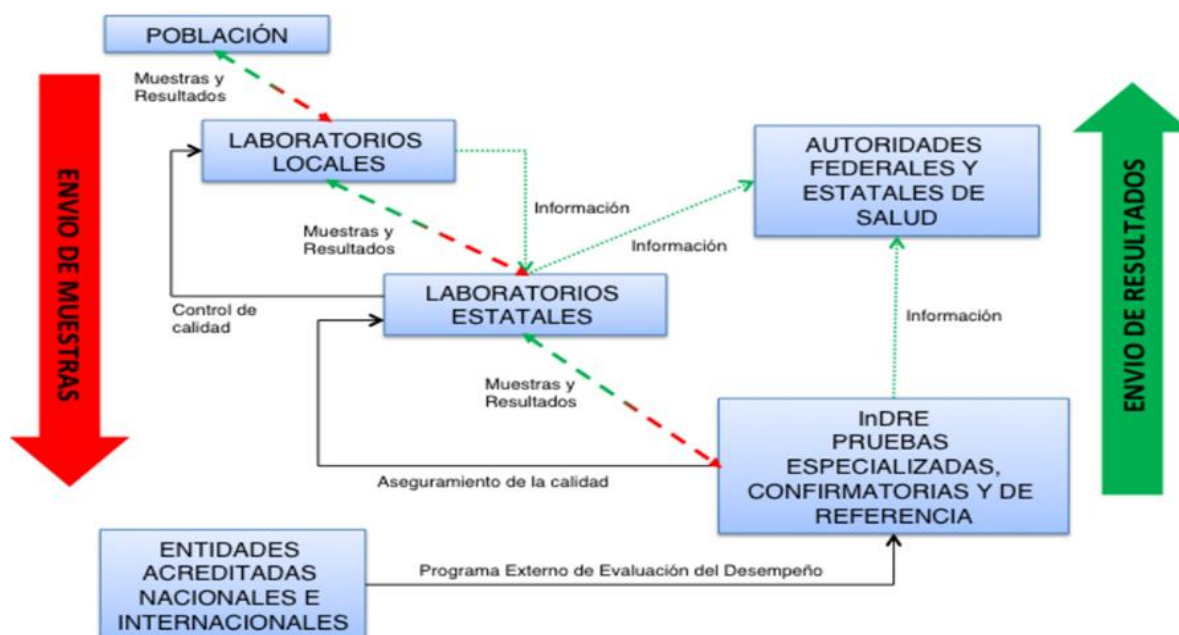 POBLACIÓN
Muestras y
Resultados
LABORATORIOS
LOCALES
AUTORIDADES
FEDERALES Y
ESTATALES DE
SALUD
Información
Muestras y
Resultados
Información
LABORATORIOS
ESTATALES
Control de
calidad
Información
Muestras y
Resultados
InDRE
PRUEBAS
ESPECIALIZADAS,
CONFIRMATORIAS Y DE
REFERENCIA
Aseguramiento de la calidad
ENTIDADES
ACREDITADAS
NACIONALES E
INTERNACIONALES
Programa Externo de Evaluación del Desempeño
ENVIO DE MUESTRAS
ENVIO DE RESULTADOS